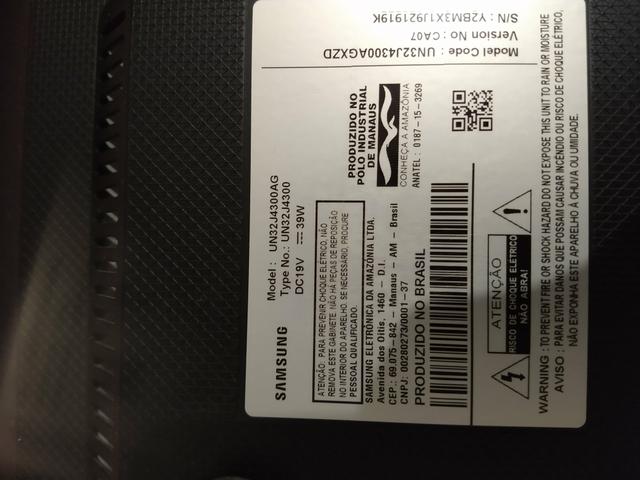 SAMSUNG
Model : UN32J4300AG
Type No.: UN32J4300
DC19V ⎓ 39W
PRODUZIDO NO
POLO INDUSTRIAL
DE MANAUS
CONHEÇA A AMAZÔNIA
ANATEL : 0187-15-3269
ATENÇÃO: PARA PREVENIR CHOQUE ELÉTRICO, NÃO
REMOVA ESTE GABINETE. NÃO HÁ PEÇAS DE REPOSIÇÃO
NO INTERIOR DO APARELHO. SE NECESSÁRIO, PROCURE
PESSOAL QUALIFICADO.
SAMSUNG ELETRÔNICA DA AMAZÔNIA LTDA.
Avenida dos Oitis, 1460 - D.I.
CEP.: 69.075-842 - Manaus - AM - Brasil
CNPJ: 00280273/0001-37
PRODUZIDO NO BRASIL
Model Code : UN32J4300AGXZD
Version No : CA07
S/N : Y2BM3X1J921919K
ATENÇÃO
RISCO DE CHOQUE ELÉTRICO
NÃO ABRA!
WARNING : TO PREVENT FIRE OR SHOCK HAZARD DO NOT EXPOSE THIS UNIT TO RAIN OR MOISTURE
AVISO : PARA EVITAR DANOS QUE POSSAM CAUSAR INCÊNDIO OU RISCO DE CHOQUE ELÉTRICO,
NÃO EXPONHA ESTE APARELHO À CHUVA OU UMIDADE.